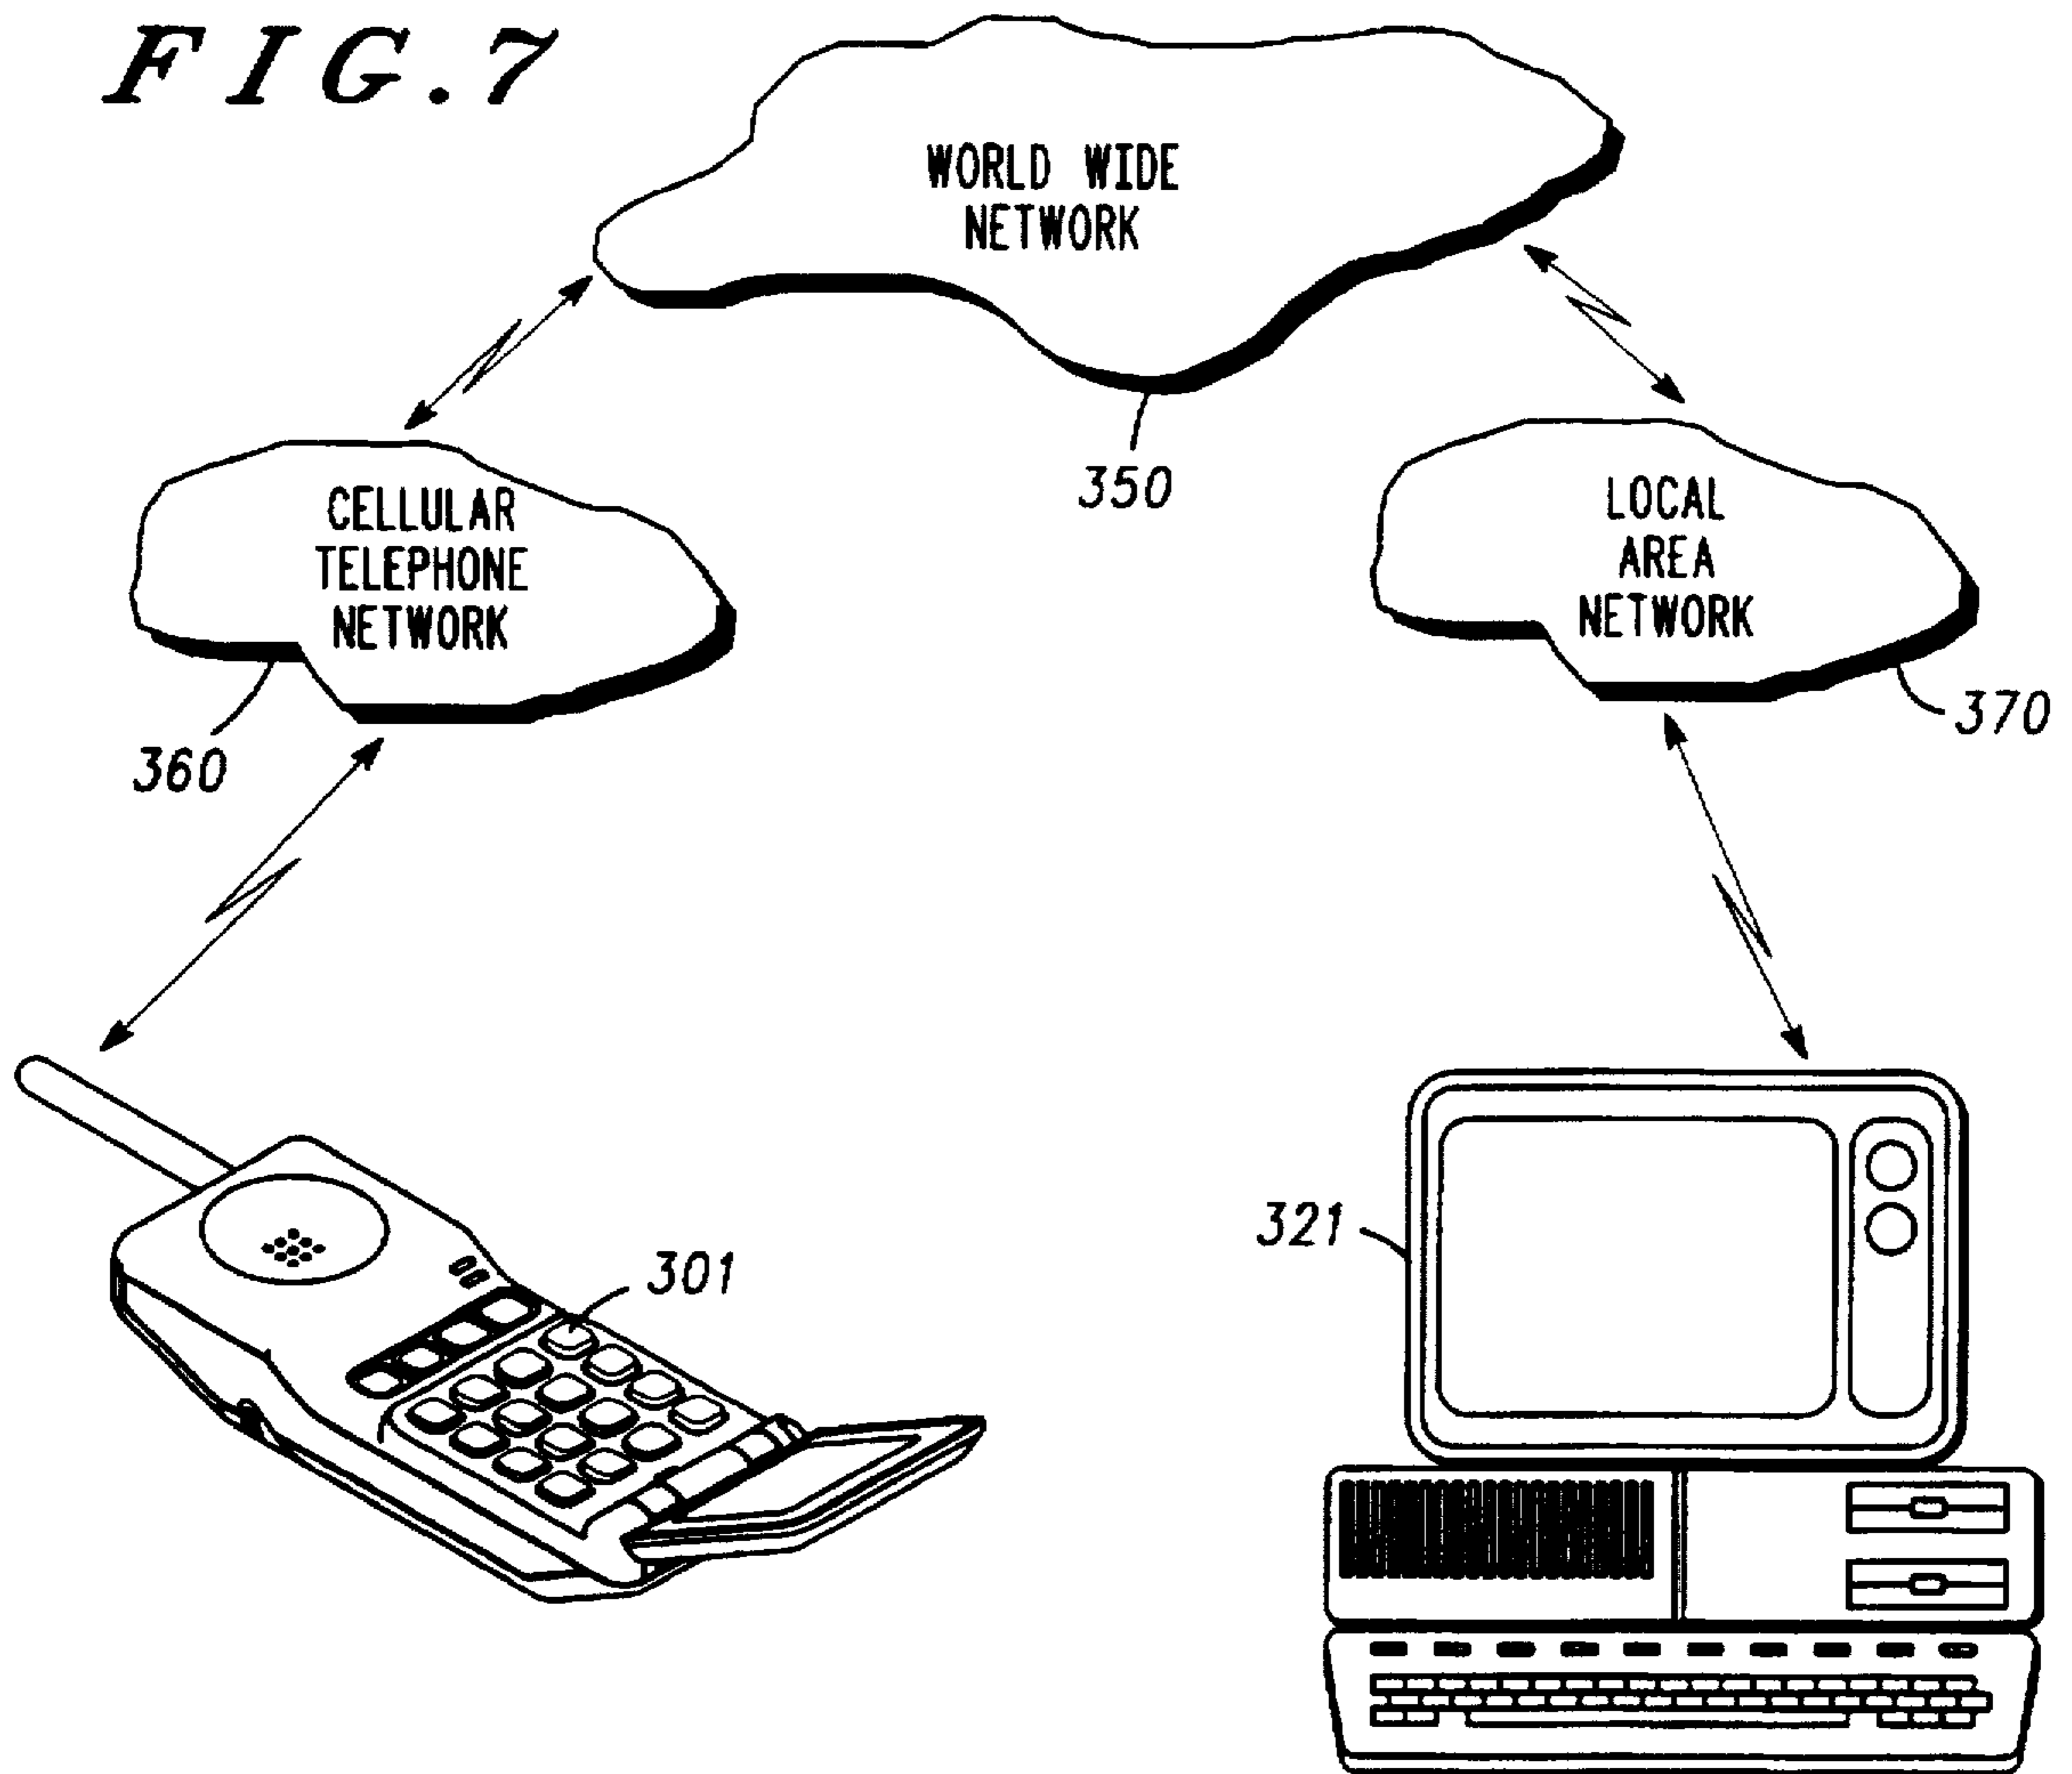 FIG. 7
WORLD WIDE
NETWORK
350
CELLULAR
TELEPHONE
NETWORK
360
LOCAL
AREA
NETWORK
370
301
321